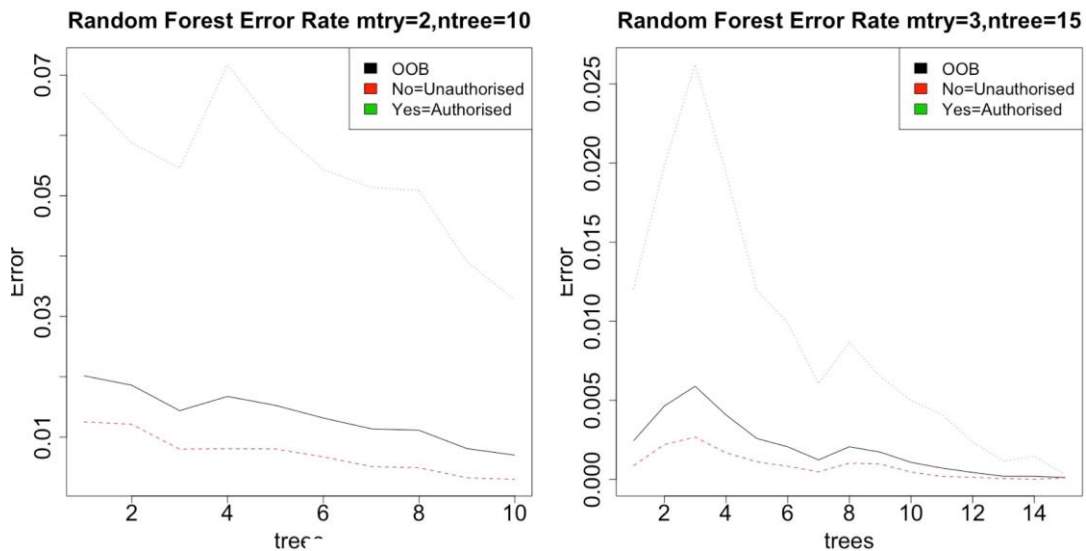 Random Forest Error Rate mtry=2,ntree=10
OOB
No=Unauthorised
Yes=Authorised
0.07
0.05
0.03
0.01
Error
2 4 6 8 10
Random Forest Error Rate mtry=3,ntree=15
OOB
No=Unauthorised
Yes=Authorised
0.025
0.020
0.015
0.010
0.005
0.000
Error
2 4 6 8 10 12 14
trees